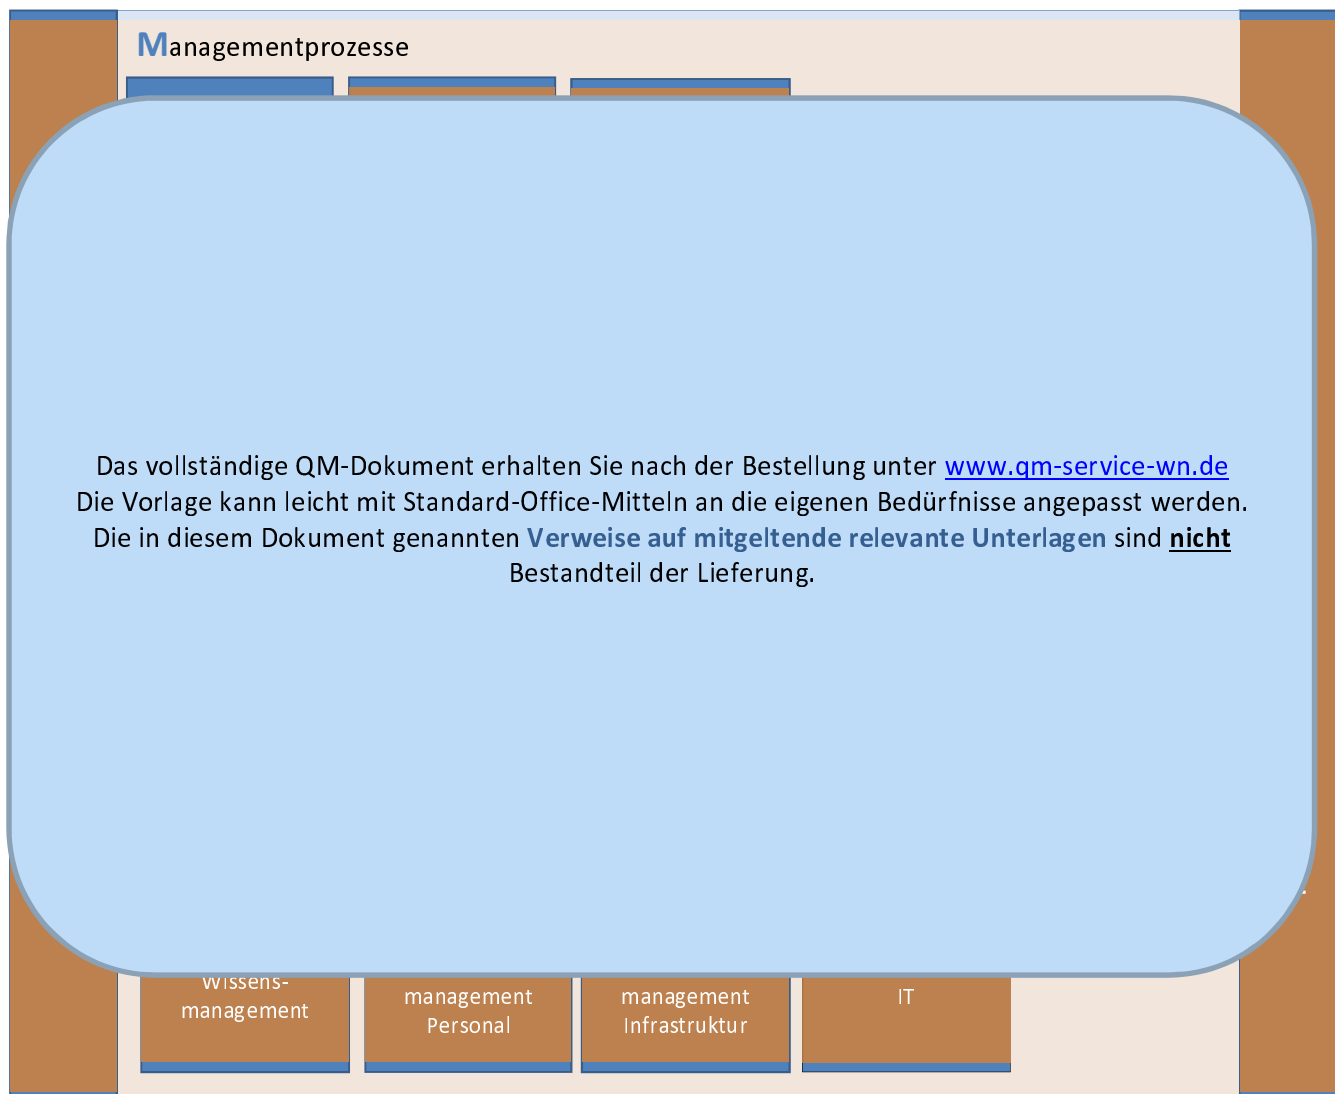 Managementprozesse
Das vollständige QM-Dokument erhalten Sie nach der Bestellung unter www.qm-service-wn.de
Die Vorlage kann leicht mit Standard-Office-Mitteln an die eigenen Bedürfnisse angepasst werden.
Die in diesem Dokument genannten Verweise auf mitgeltende relevante Unterlagen sind nicht
Bestandteil der Lieferung.
Wissens-
management
management
Personal
management
Infrastruktur
IT